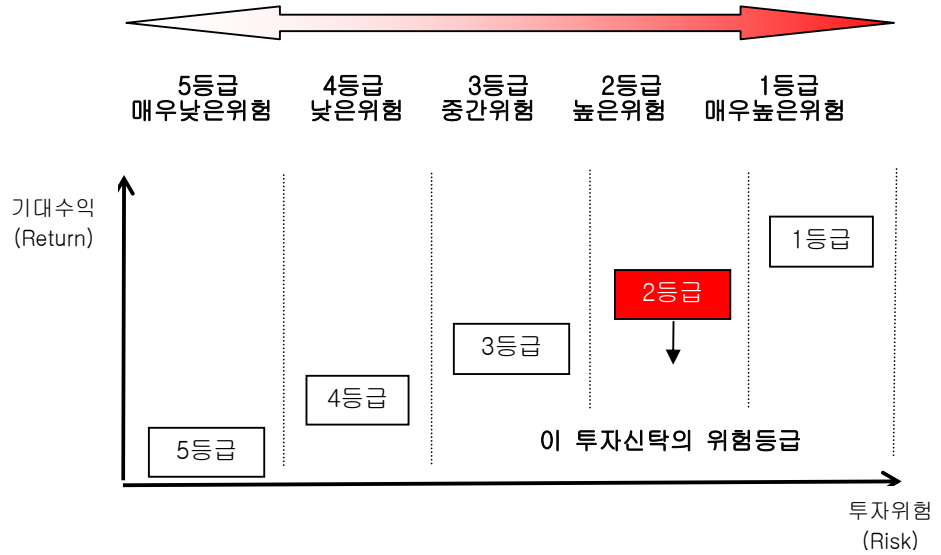 5등급
매우낮은위험
4등급
낮은위험
3등급
중간위험
2등급
높은위험
1등급
매우높은위험
기대수익
(Return)
1등급
2등급
3등급
4등급
5등급
이 투자신탁의 위험등급
투자위험
(Risk)